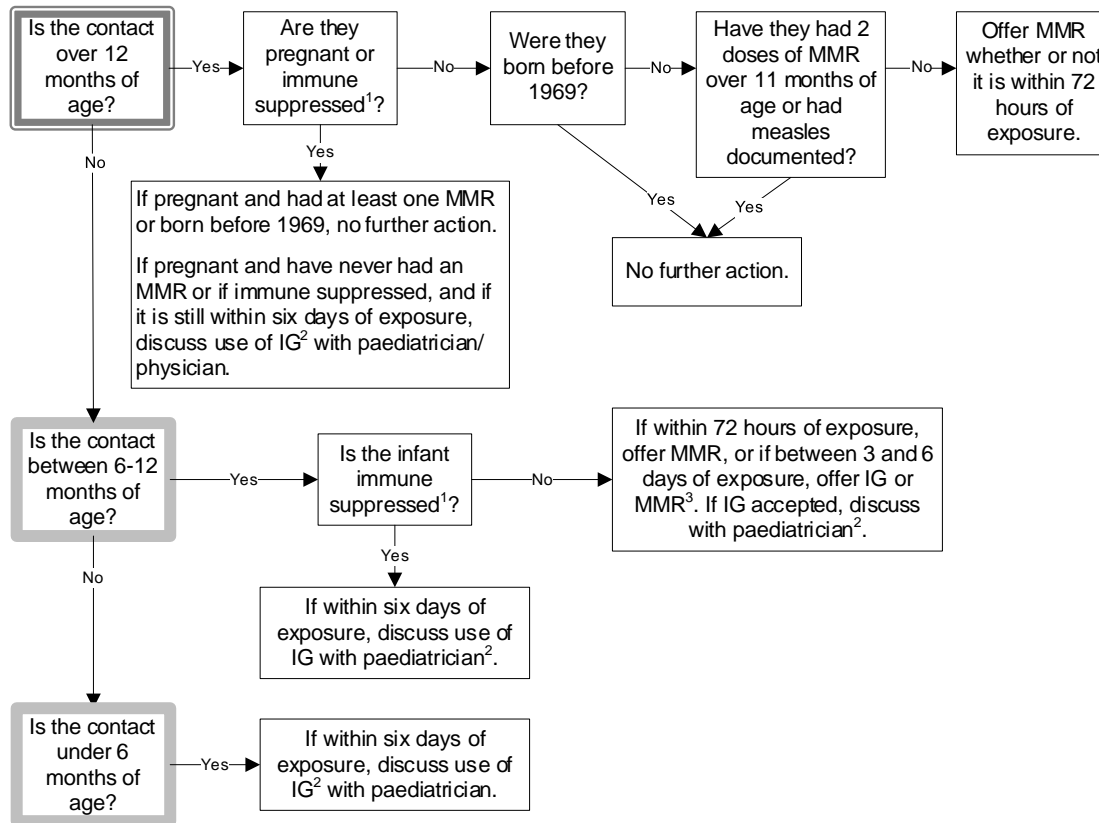 Is the contact
over 12
months of
age?
Yes
Are they
pregnant or
immune
suppressed¹?
No
Were they
born before
1969?
No
Have they had 2
doses of MMR
over 11 months of
age or had
measles
documented?
No
Offer MMR
whether or not
it is within 72
hours of
exposure.
No
Yes
Yes
Yes
If pregnant and had at least one MMR
or born before 1969, no further action.
If pregnant and have never had an
MMR or if immune suppressed, and if
it is still within six days of exposure,
discuss use of IG² with paediatrician/
physician.
No further action.
Is the contact
between 6-12
months of
age?
Yes
Is the infant
immune
suppressed¹?
No
If within 72 hours of exposure,
offer MMR, or if between 3 and 6
days of exposure, offer IG or
MMR³. If IG accepted, discuss
with paediatrician².
No
Yes
If within six days of
exposure, discuss use of
IG with paediatrician².
Is the contact
under 6
months of
age?
Yes
If within six days of
exposure, discuss use of
IG² with paediatrician.